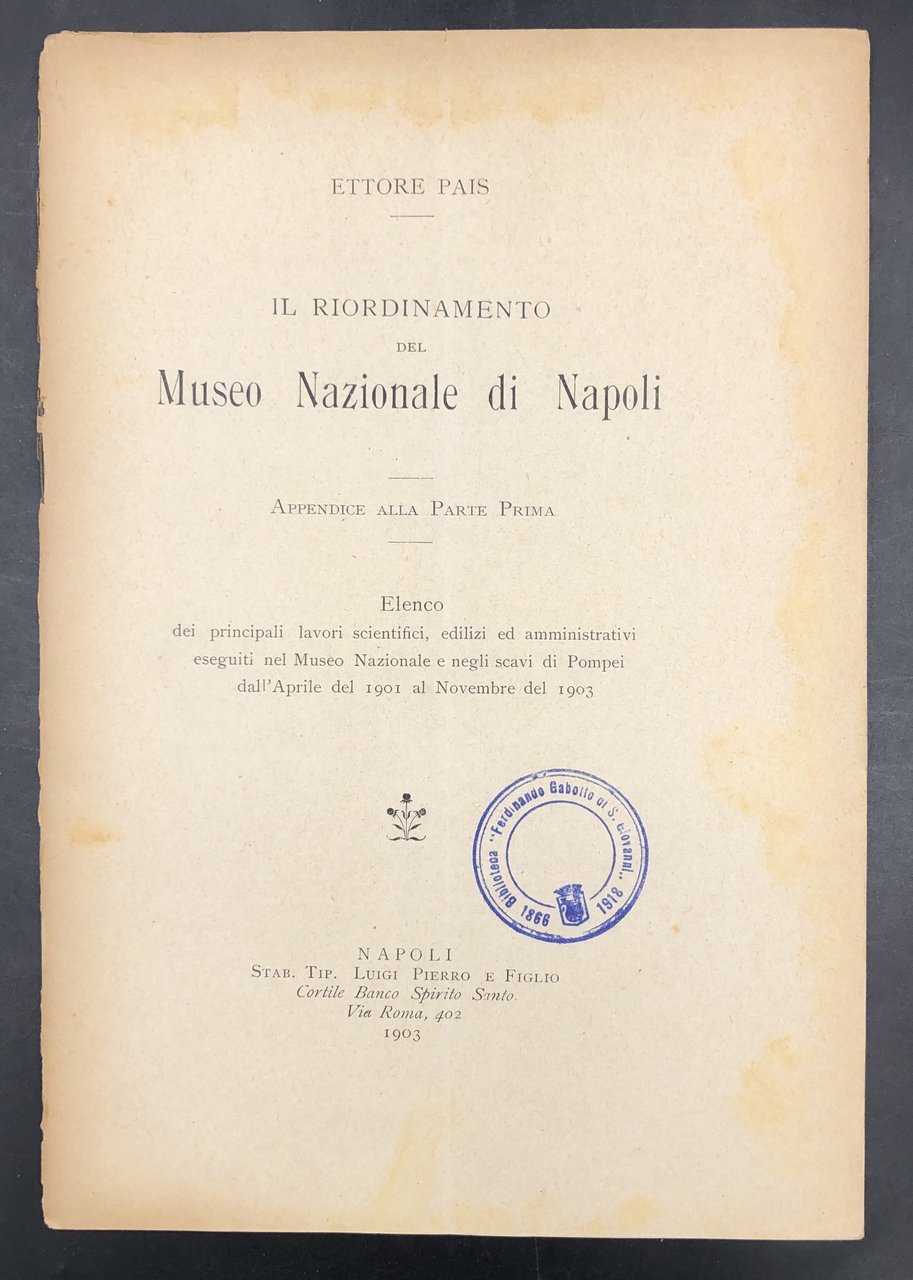 ETTORE PAIS
IL RIORDINAMENTO
DEL
Museo Nazionale di Napoli
APPENDICE ALLA PARTE PRIMA
Elenco
dei principali lavori scientifici, edilizi ed amministrativi
eseguiti nel Museo Nazionale e negli scavi di Pompei
dall'Aprile del 1901 al Novembre del 1903
Biblioteca "Ferdinando Gabotto di S. Giovanni„
1866 1918
NAPOLI
STAB. TIP. LUIGI PIERRO E FIGLIO
Cortile Banco Spirito Santo.
Via Roma, 402
1903